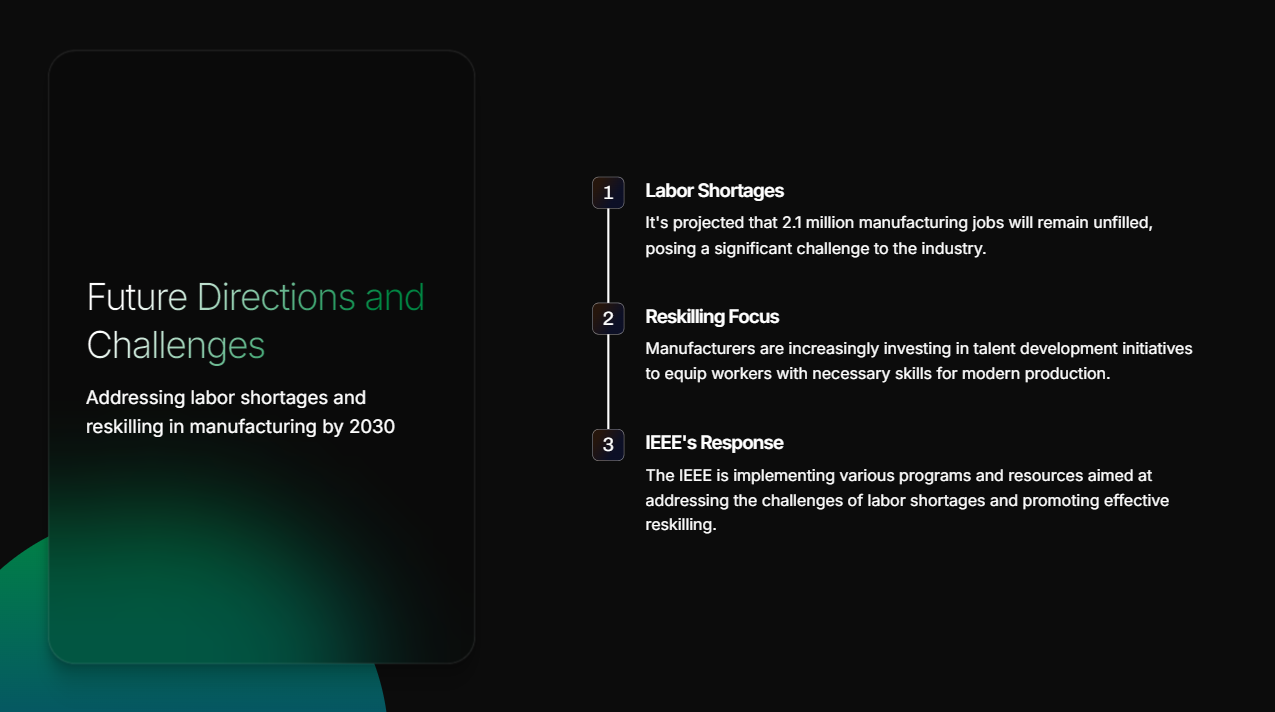 Future Directions and
Challenges
Addressing labor shortages and
reskilling in manufacturing by 2030
1
Labor Shortages
It's projected that 2.1 million manufacturing jobs will remain unfilled,
posing a significant challenge to the industry.
2
Reskilling Focus
Manufacturers are increasingly investing in talent development initiatives
to equip workers with necessary skills for modern production.
3
IEEE's Response
The IEEE is implementing various programs and resources aimed at
addressing the challenges of labor shortages and promoting effective
reskilling.